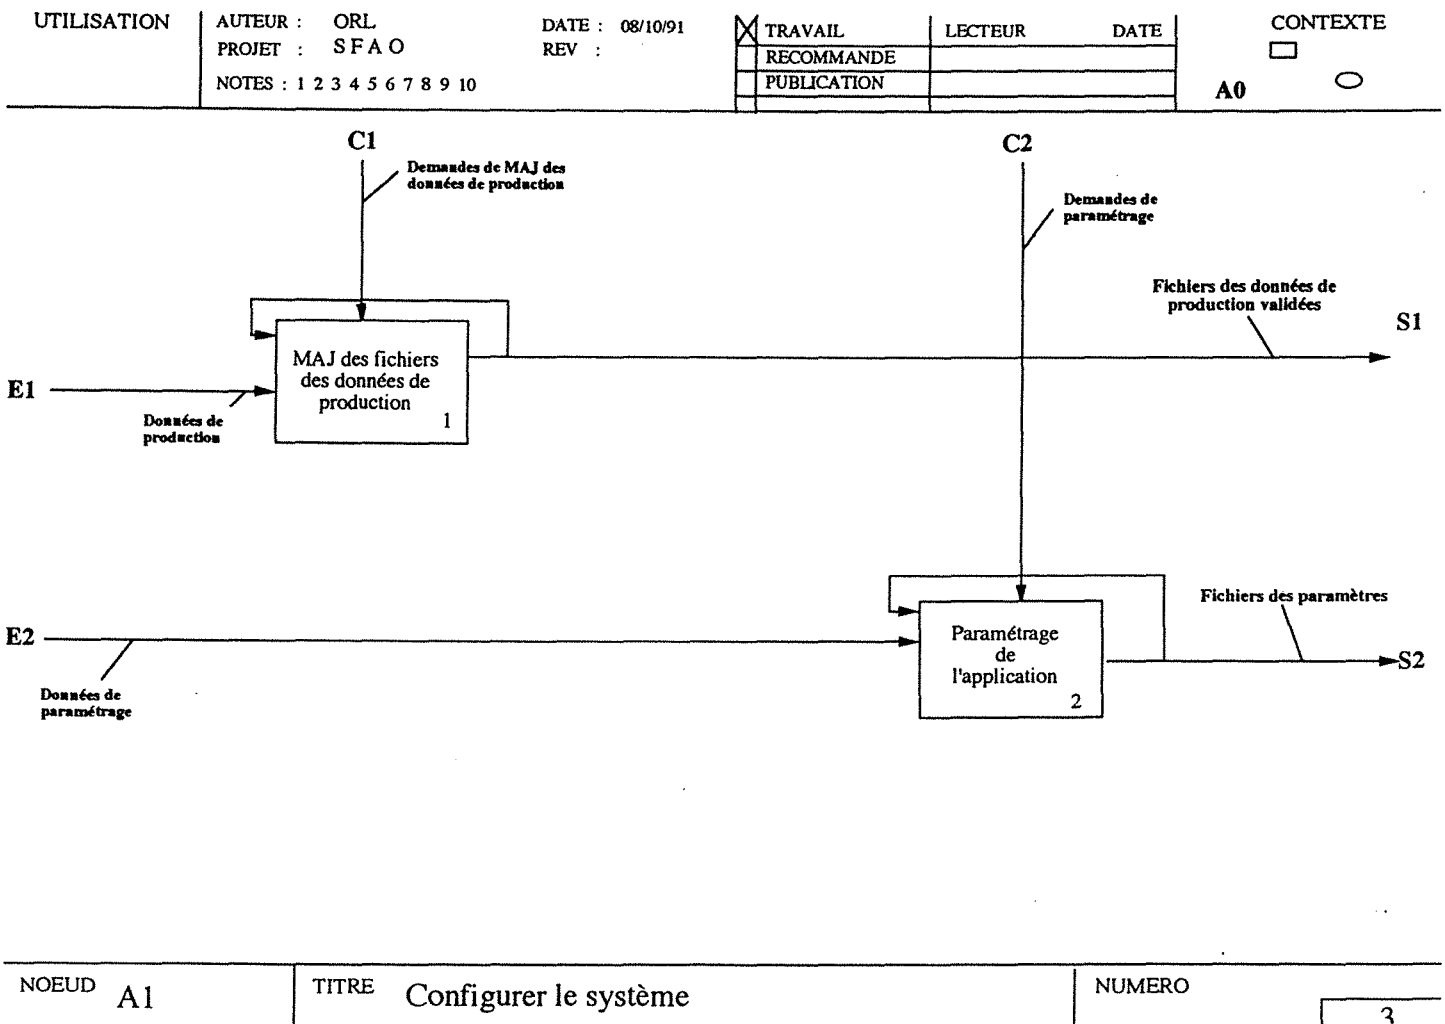 UTILISATION
AUTEUR : ORL
DATE : 08/10/91
PROJET : S F A O
REV :
NOTES : 1 2 3 4 5 6 7 8 9 10
TRAVAIL
LECTEUR DATE
RECOMMANDE
PUBLICATION
CONTEXTE
A0
C1
Demandes de MAJ des
données de production
C2
Demandes de
paramétrage
Fichiers des données de
production validées
S1
MAJ des fichiers
des données de
production
1
E1
Données de
production
Fichiers des paramètres
E2
Paramétrage
de
l'application
2
S2
Données de
paramétrage
NOEUD A1
TITRE Configurer le système
NUMERO
3